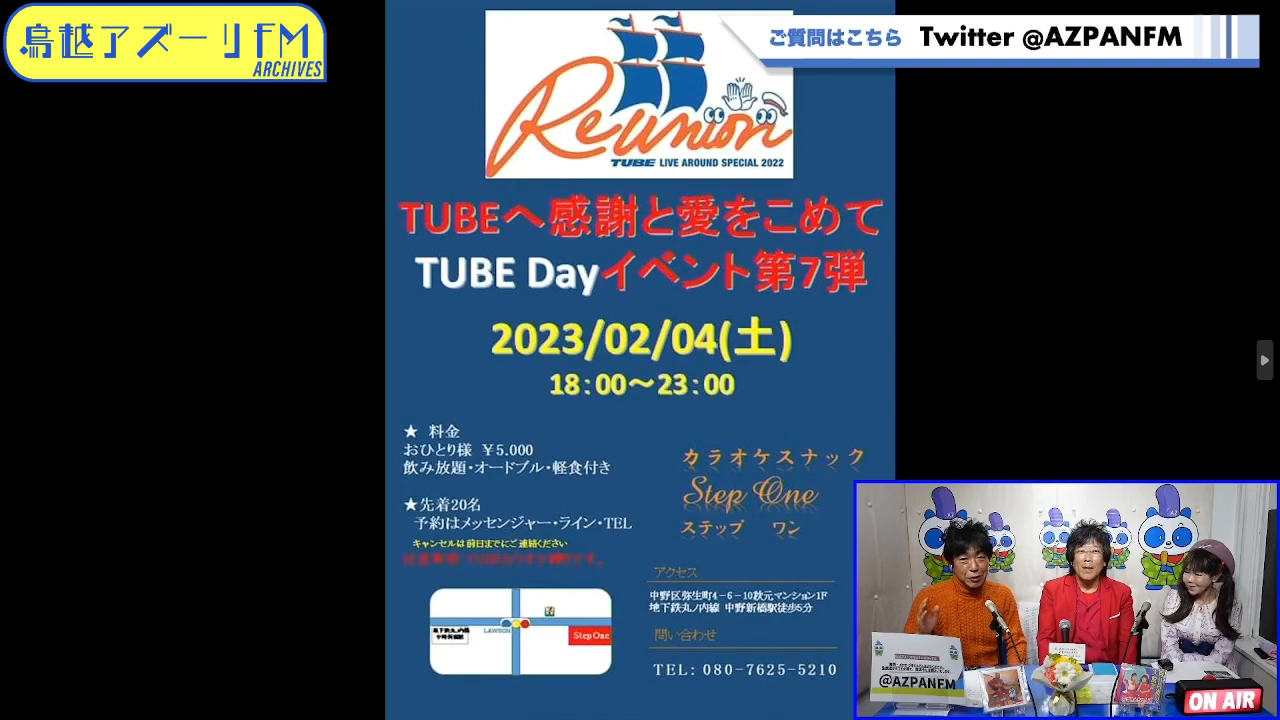 鳥越アズーリFM
ARCHIVES
ご質問はこちら Twitter @AZPANFM
Reunion
TUBE LIVE AROUND SPECIAL 2022
TUBEへ感謝と愛をこめて
TUBE Dayイベント第7弾
2023/02/04(土)
18:00～23:00
★ 料金
おひとり様 ￥5.000
飲み放題・オードブル・軽食付き
★先着20名
予約はメッセンジャー・ライン・TEL
キャンセルは前日までにご連絡ください
カラオケスナック
Step One
ステップ ワン
アクセス
中野区弥生町4－6－10秋元マンション1F
地下鉄丸ノ内線 中野新橋駅徒歩5分
問い合わせ
TEL: 080-7625-5210
LAWSON
Step One
@AZPANFM
ON AIR